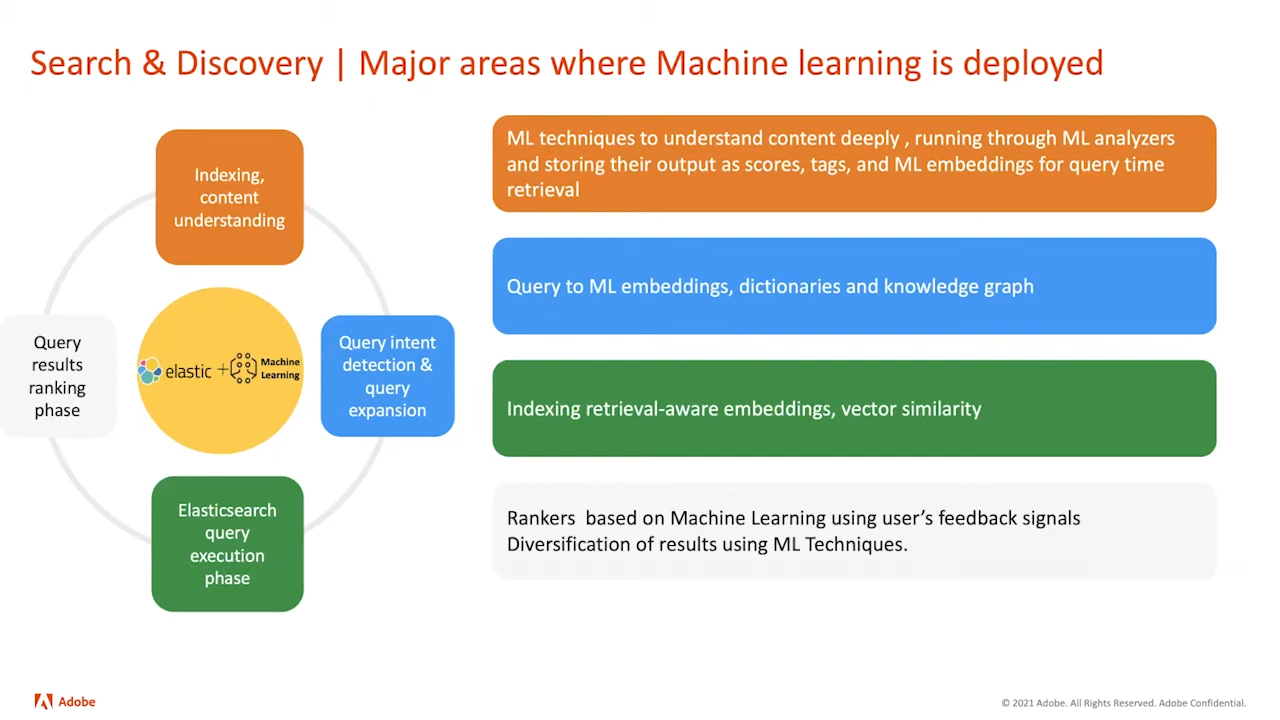 Search & Discovery | Major areas where Machine learning is deployed
Indexing,
content
understanding
Query
results
ranking
phase
elastic +
Machine
Learning
Query intent
detection &
query
expansion
Elasticsearch
query
execution
phase
ML techniques to understand content deeply , running through ML analyzers
and storing their output as scores, tags, and ML embeddings for query time
retrieval
Query to ML embeddings, dictionaries and knowledge graph
Indexing retrieval-aware embeddings, vector similarity
Rankers  based on Machine Learning using user’s feedback signals
Diversification of results using ML Techniques.
Adobe
© 2021 Adobe. All Rights Reserved. Adobe Confidential.